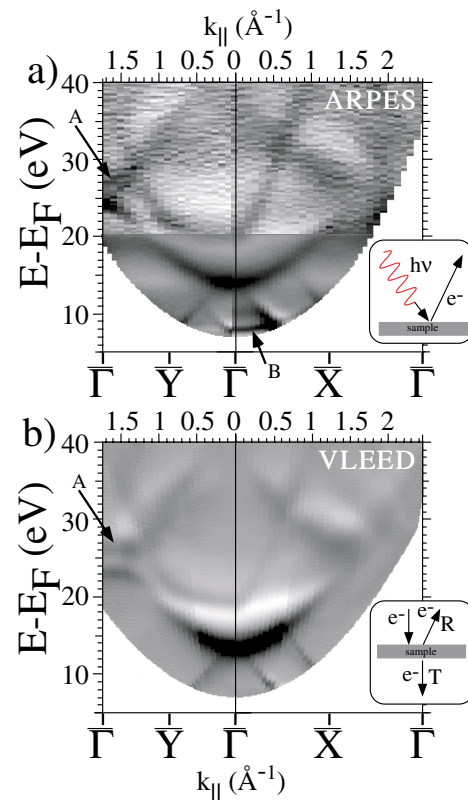 k|| (Å⁻¹)
1.5 1 0.5 0 0.5 1 1.5 2
a)
ARPES
A
E-E_F (eV)
40
30
20
10
hν
e-
sample
B
Γ̅ Y̅ Γ̅ X̅ Γ̅
1.5 1 0.5 0 0.5 1 1.5 2
b)
VLEED
A
E-E_F (eV)
40
30
20
10
e- e- R
sample
e- T
Γ̅ Y̅ Γ̅ X̅ Γ̅
k|| (Å⁻¹)